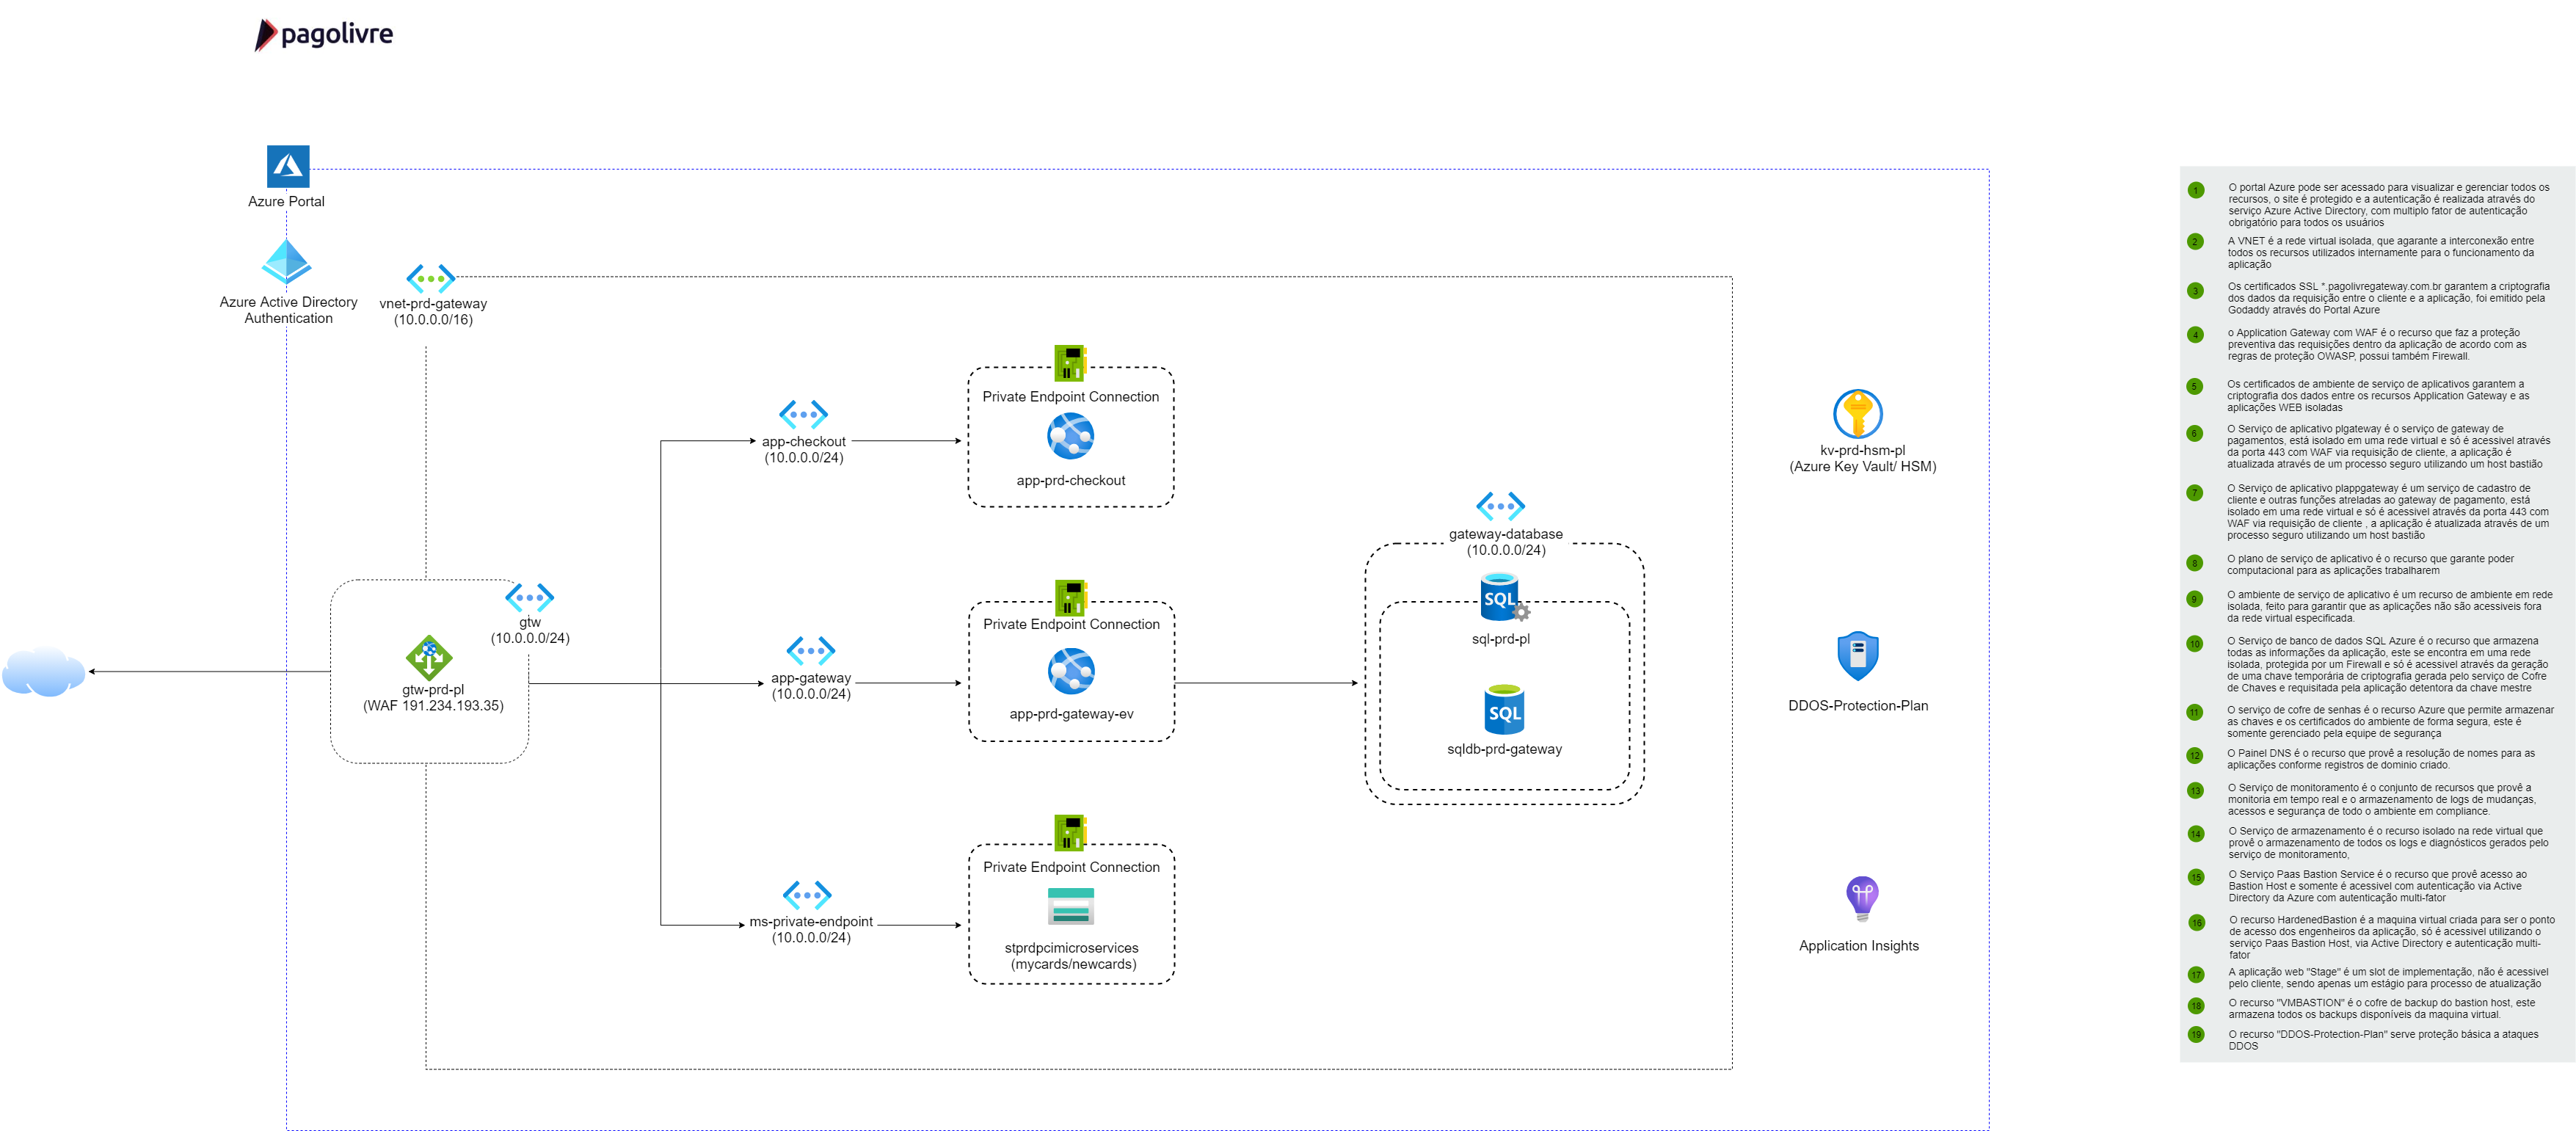 pagolivre
Azure Portal
Azure Active Directory
Authentication
vnet-prd-gateway
(10.0.0.0/16)
gtw
(10.0.0.0/24)
gtw-prd-pl
(WAF 191.234.193.35)
app-checkout
(10.0.0.0/24)
app-gateway
(10.0.0.0/24)
ms-private-endpoint
(10.0.0.0/24)
Private Endpoint Connection
app-prd-checkout
Private Endpoint Connection
app-prd-gateway-ev
Private Endpoint Connection
stprdpcimicroservices
(mycards/newcards)
gateway-database
(10.0.0.0/24)
SQL
sql-prd-pl
SQL
sqldb-prd-gateway
kv-prd-hsm-pl
(Azure Key Vault/ HSM)
DDOS-Protection-Plan
Application Insights
1
O portal Azure pode ser acessado para visualizar e gerenciar todos os
recursos, o site é protegido e a autenticação é realizada através do
serviço Azure Active Directory, com multiplo fator de autenticação
obrigatório para todos os usuários
2
A VNET é a rede virtual isolada, que agarante a interconexão entre
todos os recursos utilizados internamente para o funcionamento da
aplicação
3
Os certificados SSL *.pagolivregateway.com.br garantem a criptografia
dos dados da requisição entre o cliente e a aplicação, foi emitido pela
Godaddy através do Portal Azure
4
o Application Gateway com WAF é o recurso que faz a proteção
preventiva das requisições dentro da aplicação de acordo com as
regras de proteção OWASP, possui também Firewall.
5
Os certificados de ambiente de serviço de aplicativos garantem a
criptografia dos dados entre os recursos Application Gateway e as
aplicações WEB isoladas
6
O Serviço de aplicativo plgateway é o serviço de gateway de
pagamentos, está isolado em uma rede virtual e só é acessivel através
da porta 443 com WAF via requisição de cliente, a aplicação é
atualizada através de um processo seguro utilizando um host bastião
7
O Serviço de aplicativo plappgateway é um serviço de cadastro de
cliente e outras funções atreladas ao gateway de pagamento, está
isolado em uma rede virtual e só é acessivel através da porta 443 com
WAF via requisição de cliente , a aplicação é atualizada através de um
processo seguro utilizando um host bastião
8
O plano de serviço de aplicativo é o recurso que garante poder
computacional para as aplicações trabalharem
9
O ambiente de serviço de aplicativo é um recurso de ambiente em rede
isolada, feito para garantir que as aplicações não são acessiveis fora
da rede virtual especificada.
10
O Serviço de banco de dados SQL Azure é o recurso que armazena
todas as informações da aplicação, este se encontra em uma rede
isolada, protegida por um Firewall e só é acessivel através da geração
de uma chave temporária de criptografia gerada pelo serviço de Cofre
de Chaves e requisitada pela aplicação detentora da chave mestre
11
O serviço de cofre de senhas é o recurso Azure que permite armazenar
as chaves e os certificados do ambiente de forma segura, este é
somente gerenciado pela equipe de segurança
12
O Painel DNS é o recurso que provê a resolução de nomes para as
aplicações conforme registros de dominio criado.
13
O Serviço de monitoramento é o conjunto de recursos que provê a
monitoria em tempo real e o armazenamento de logs de mudanças,
acessos e segurança de todo o ambiente em compliance.
14
O Serviço de armazenamento é o recurso isolado na rede virtual que
provê o armazenamento de todos os logs e diagnósticos gerados pelo
serviço de monitoramento,
15
O Serviço Paas Bastion Service é o recurso que provê acesso ao
Bastion Host e somente é acessivel com autenticação via Active
Directory da Azure com autenticação multi-fator
16
O recurso HardenedBastion é a maquina virtual criada para ser o ponto
de acesso dos engenheiros da aplicação, só é acessivel utilizando o
serviço Paas Bastion Host, via Active Directory e autenticação multi-
fator
17
A aplicação web "Stage" é um slot de implementação, não é acessivel
pelo cliente, sendo apenas um estágio para processo de atualização
18
O recurso "VMBASTION" é o cofre de backup do bastion host, este
armazena todos os backups disponíveis da maquina virtual.
19
O recurso "DDOS-Protection-Plan" serve proteção básica a ataques
DDOS